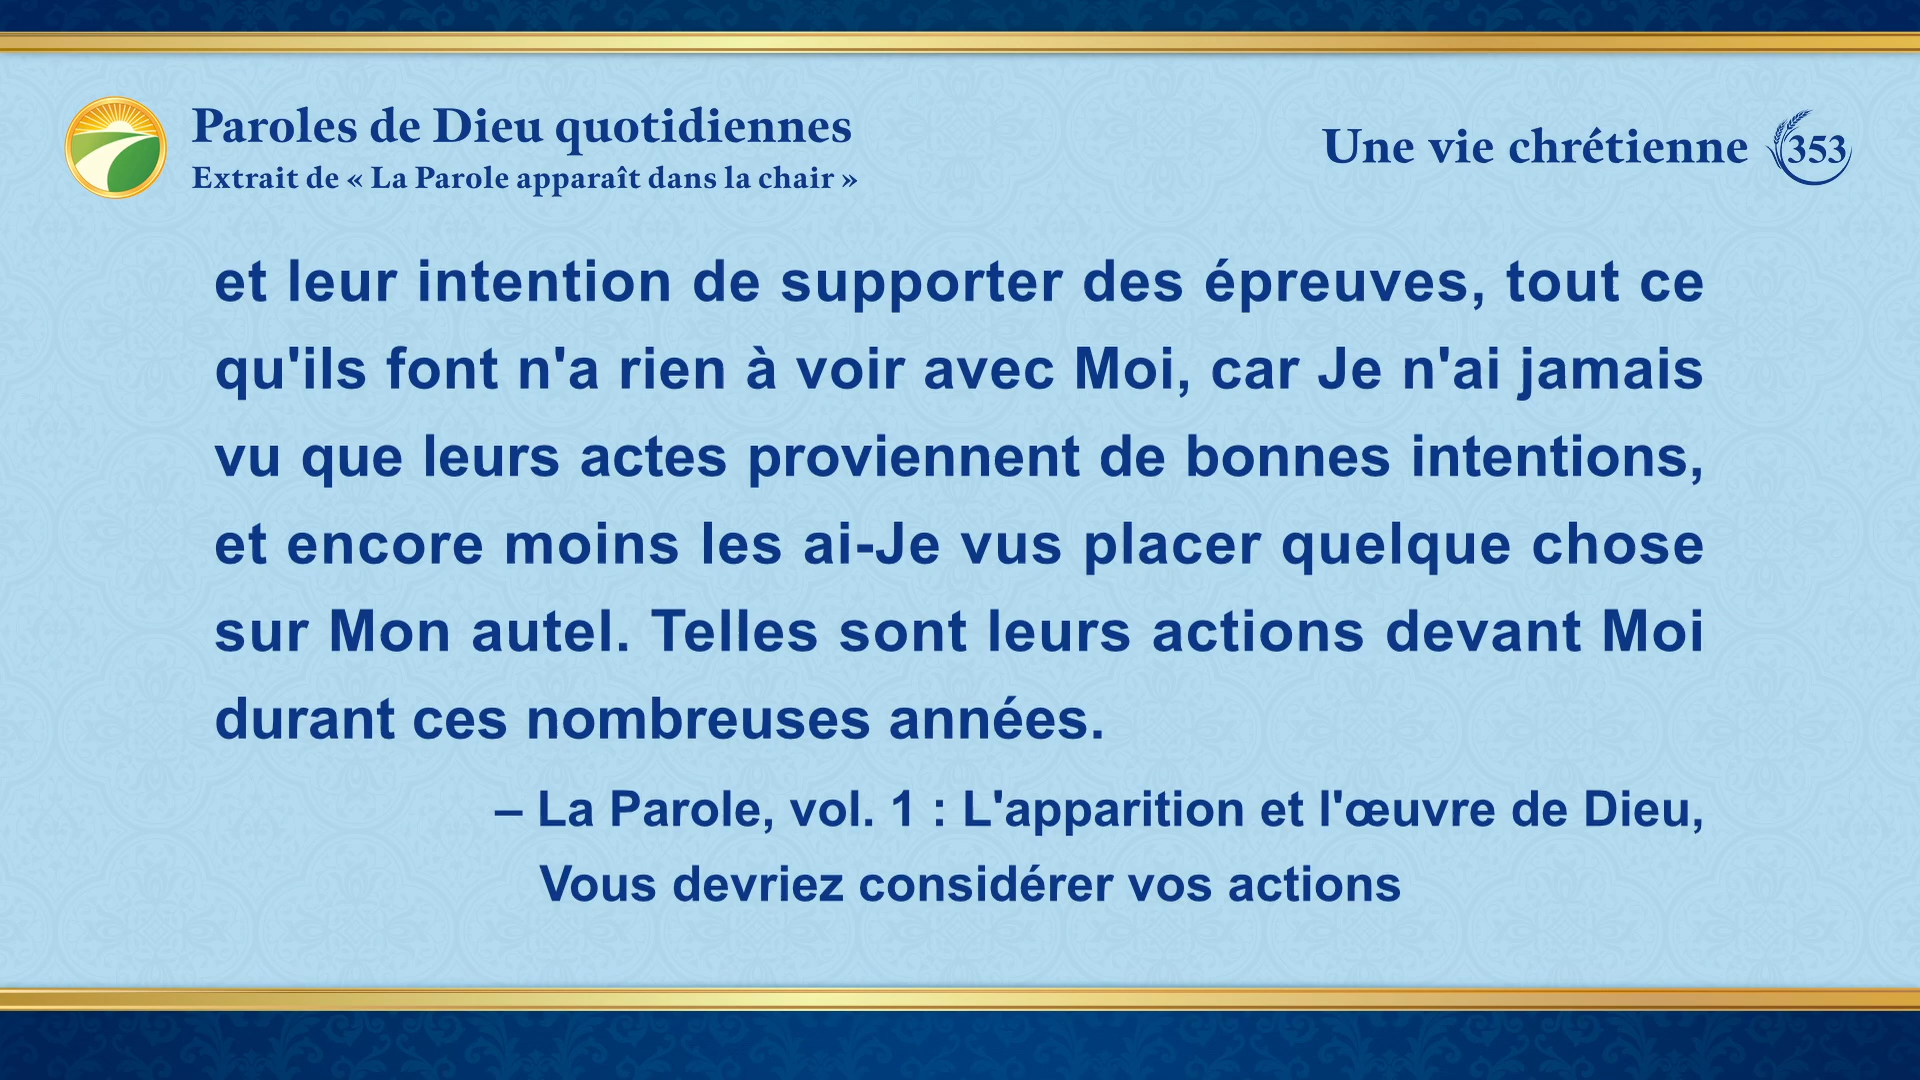 Paroles de Dieu quotidiennes
Extrait de « La Parole apparaît dans la chair »
Une vie chrétienne 353
et leur intention de supporter des épreuves, tout ce
qu'ils font n'a rien à voir avec Moi, car Je n'ai jamais
vu que leurs actes proviennent de bonnes intentions,
et encore moins les ai-Je vus placer quelque chose
sur Mon autel. Telles sont leurs actions devant Moi
durant ces nombreuses années.
– La Parole, vol. 1 : L'apparition et l'œuvre de Dieu,
Vous devriez considérer vos actions